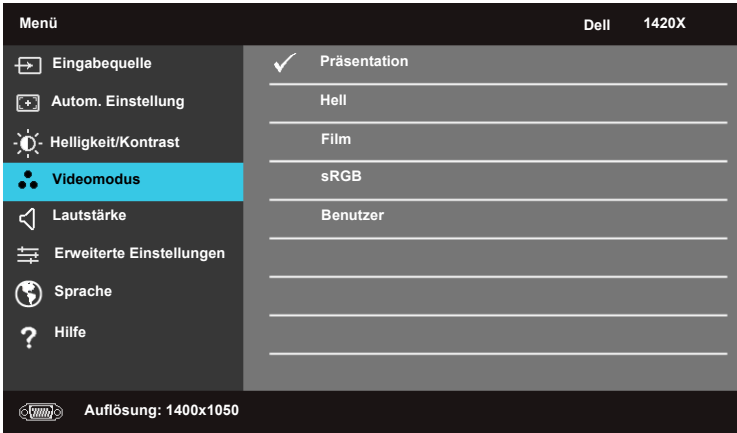 Menü
Dell 1420X
Eingabequelle
Autom. Einstellung
Helligkeit/Kontrast
Videomodus
Lautstärke
Erweiterte Einstellungen
Sprache
Hilfe
Präsentation
Hell
Film
sRGB
Benutzer
Auflösung: 1400x1050